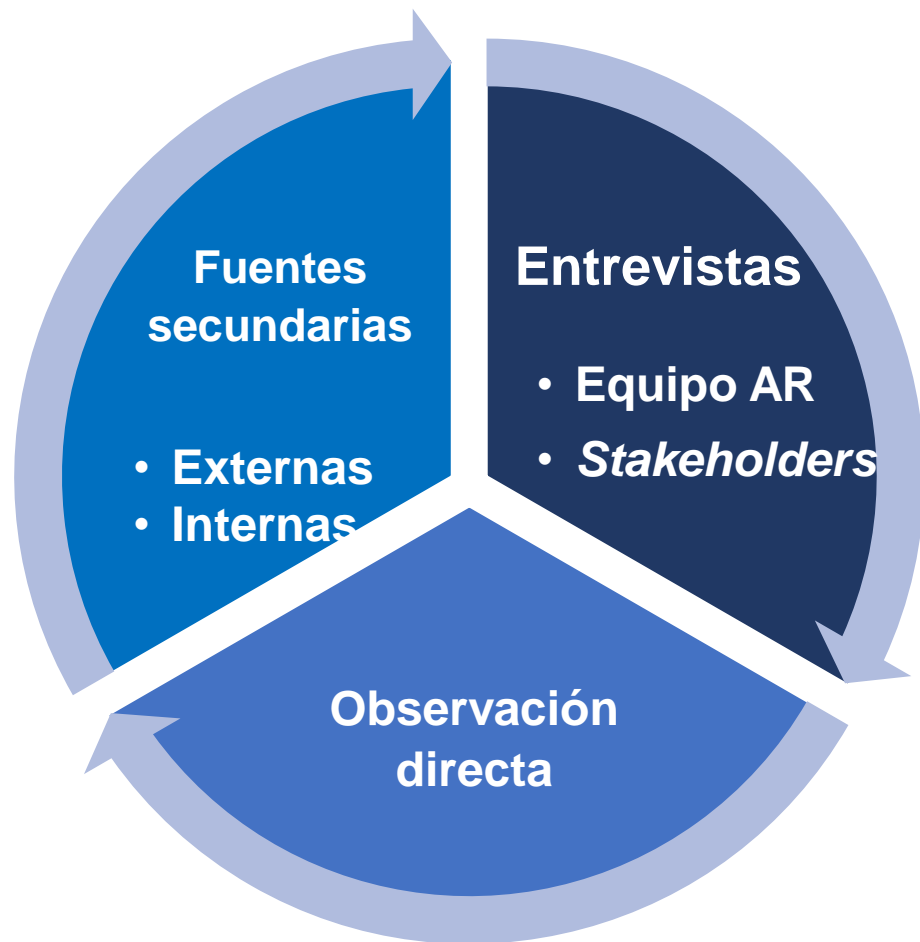 Fuentes
secundarias
• Externas
• Internas
Entrevistas
• Equipo AR
• Stakeholders
Observación
directa